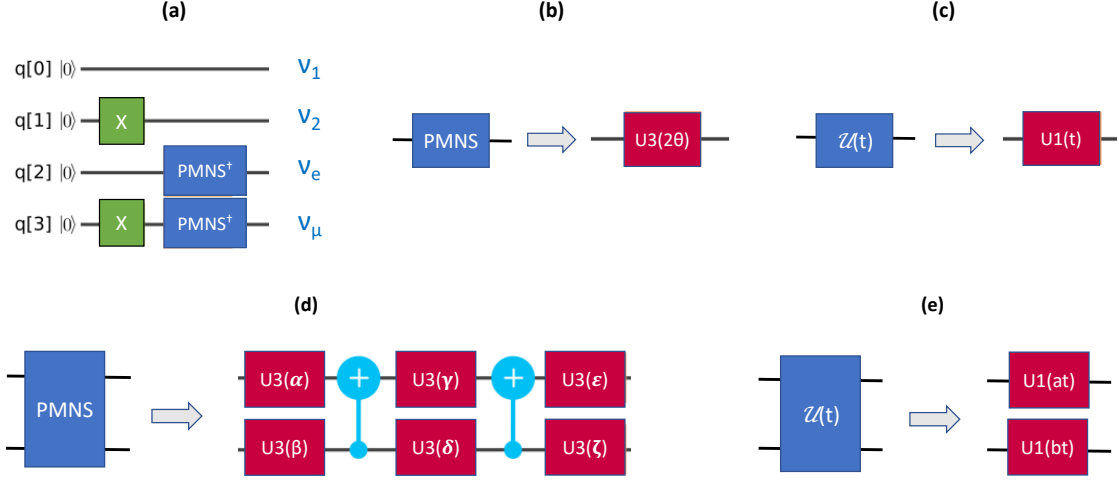 (a)
q[0] |0⟩ ν₁
q[1] |0⟩ X ν₂
q[2] |0⟩ PMNS† νₑ
q[3] |0⟩ X PMNS† ν_μ
(b)
PMNS U3(2θ)
(c)
𝒰(t) U1(t)
(d)
PMNS
U3(α) + U3(γ) + U3(ε)
U3(β) U3(δ) U3(ζ)
(e)
𝒰(t)
U1(at)
U1(bt)